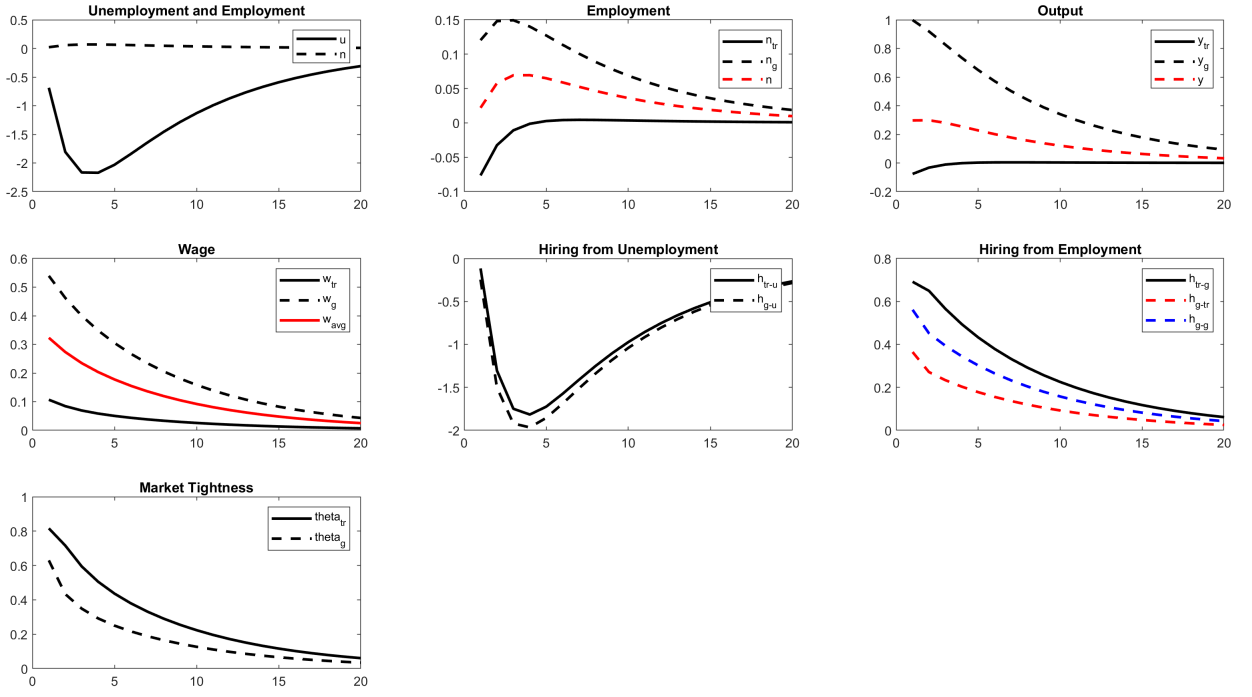 Unemployment and Employment
0.5
0
-0.5
-1
-1.5
-2
-2.5
0 5 10 15 20
u
n
Employment
0.15
0.1
0.05
0
-0.05
0.1
0 5 10 15 20
n_tr
n_g
n
Output
1
0.8
0.6
0.4
0.2
0
-0.2
0 5 10 15 20
y_tr
y_g
y
Wage
0.6
0.5
0.4
0.3
0.2
0.1
0
0 5 10 15 20
w_tr
w_g
w_avg
Hiring from Unemployment
0
-0.5
-1
-1.5
-2
0 5 10 15 20
h_tr-u
h_g-u
Hiring from Employment
0.8
0.6
0.4
0.2
0
0 5 10 15 20
h_tr-g
h_g-tr
h_g-g
Market Tightness
1
0.8
0.6
0.4
0.2
0
0 5 10 15 20
theta_tr
theta_g